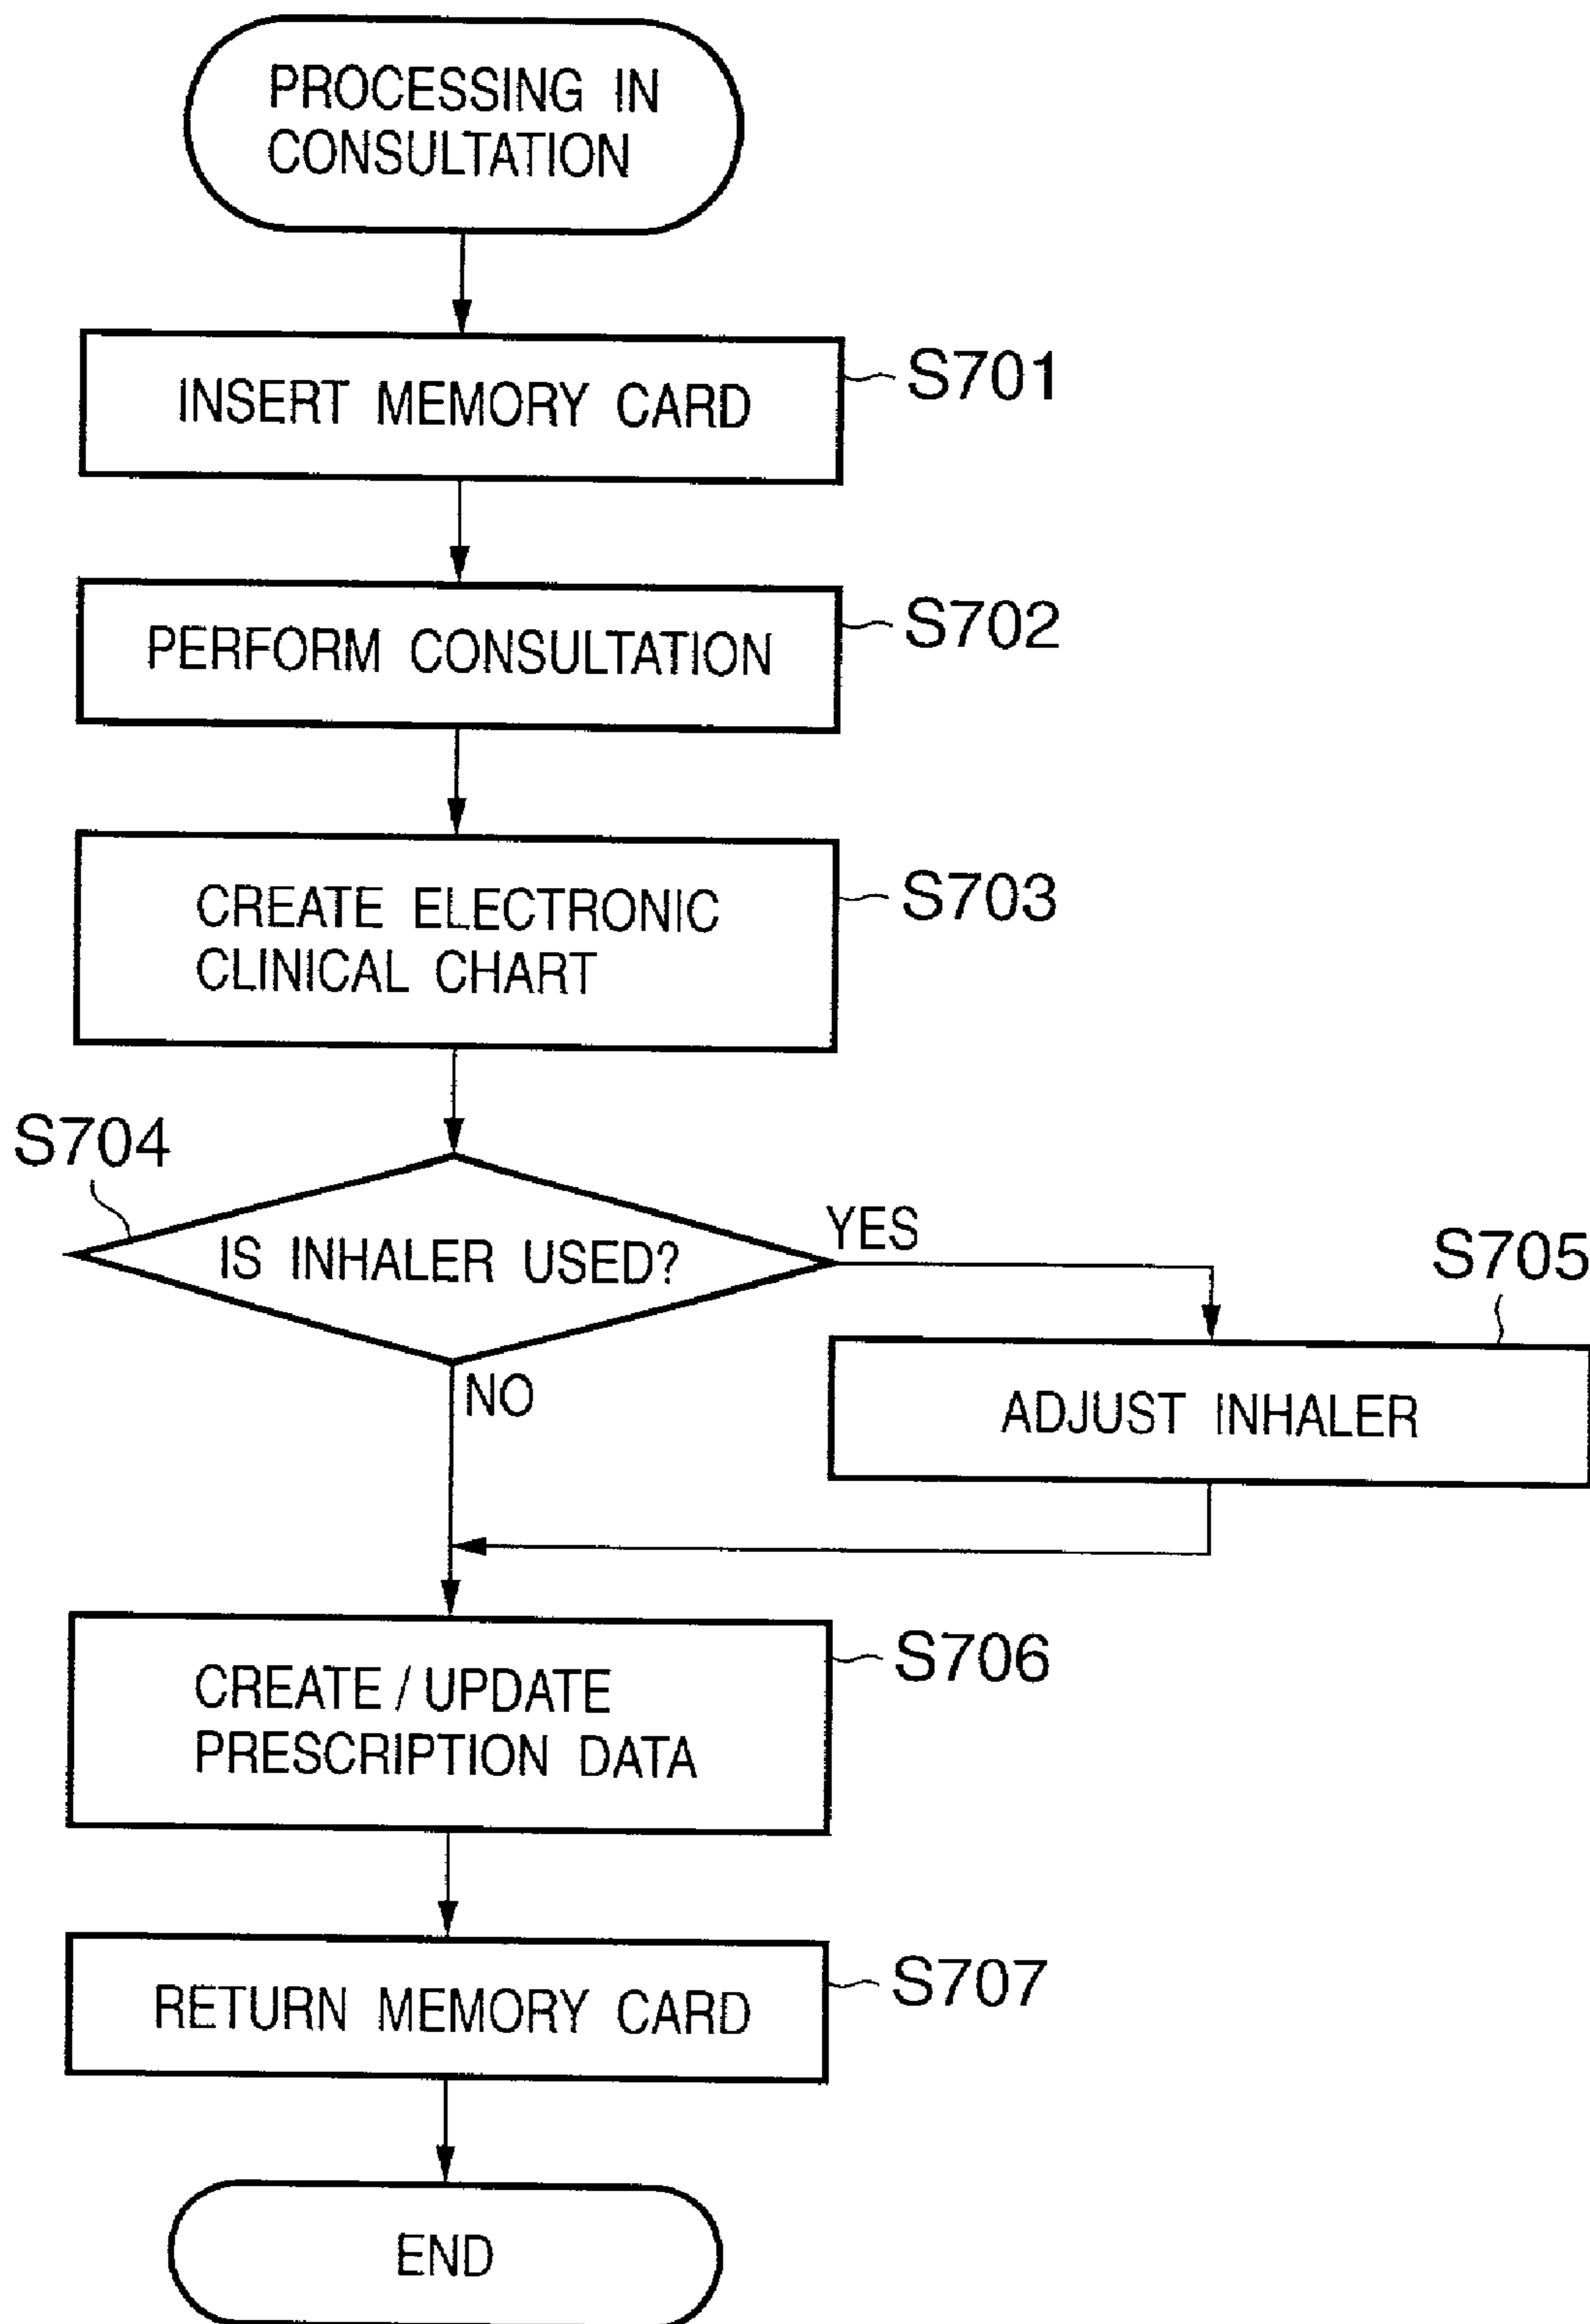 PROCESSING IN
CONSULTATION
INSERT MEMORY CARD
S701
PERFORM CONSULTATION
S702
CREATE ELECTRONIC
CLINICAL CHART
S703
S704
IS INHALER USED?
YES
NO
S705
ADJUST INHALER
CREATE / UPDATE
PRESCRIPTION DATA
S706
RETURN MEMORY CARD
S707
END